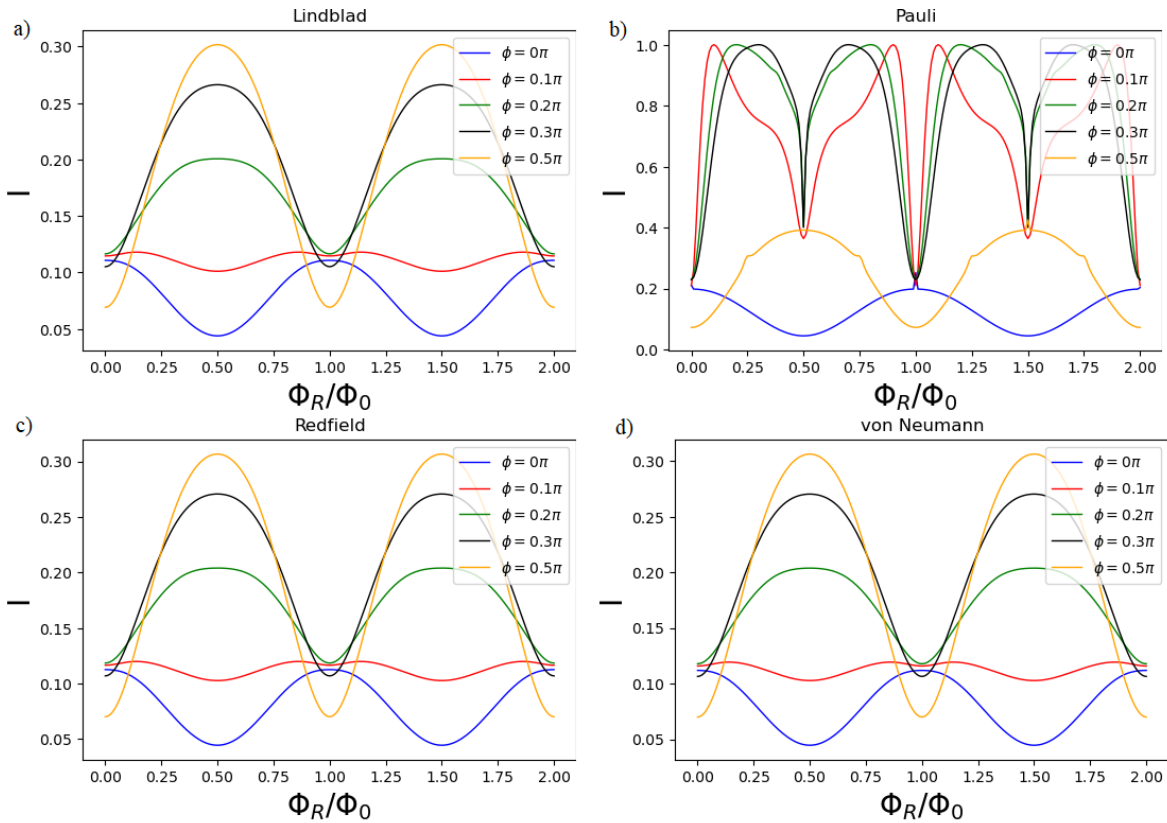 a)
Lindblad
I
0.30
0.25
0.20
0.15
0.10
0.05
ϕ = 0π
ϕ = 0.1π
ϕ = 0.2π
ϕ = 0.3π
ϕ = 0.5π
0.00 0.25 0.50 0.75 1.00 1.25 1.50 1.75 2.00
Φ_R/Φ_0
b)
Pauli
I
1.0
0.8
0.6
0.4
0.2
0.0
ϕ = 0π
ϕ = 0.1π
ϕ = 0.2π
ϕ = 0.3π
ϕ = 0.5π
0.00 0.25 0.50 0.75 1.00 1.25 1.50 1.75 2.00
Φ_R/Φ_0
c)
Redfield
I
0.30
0.25
0.20
0.15
0.10
0.05
ϕ = 0π
ϕ = 0.1π
ϕ = 0.2π
ϕ = 0.3π
ϕ = 0.5π
0.00 0.25 0.50 0.75 1.00 1.25 1.50 1.75 2.00
Φ_R/Φ_0
d)
von Neumann
I
0.30
0.25
0.20
0.15
0.10
0.05
ϕ = 0π
ϕ = 0.1π
ϕ = 0.2π
ϕ = 0.3π
ϕ = 0.5π
0.00 0.25 0.50 0.75 1.00 1.25 1.50 1.75 2.00
Φ_R/Φ_0